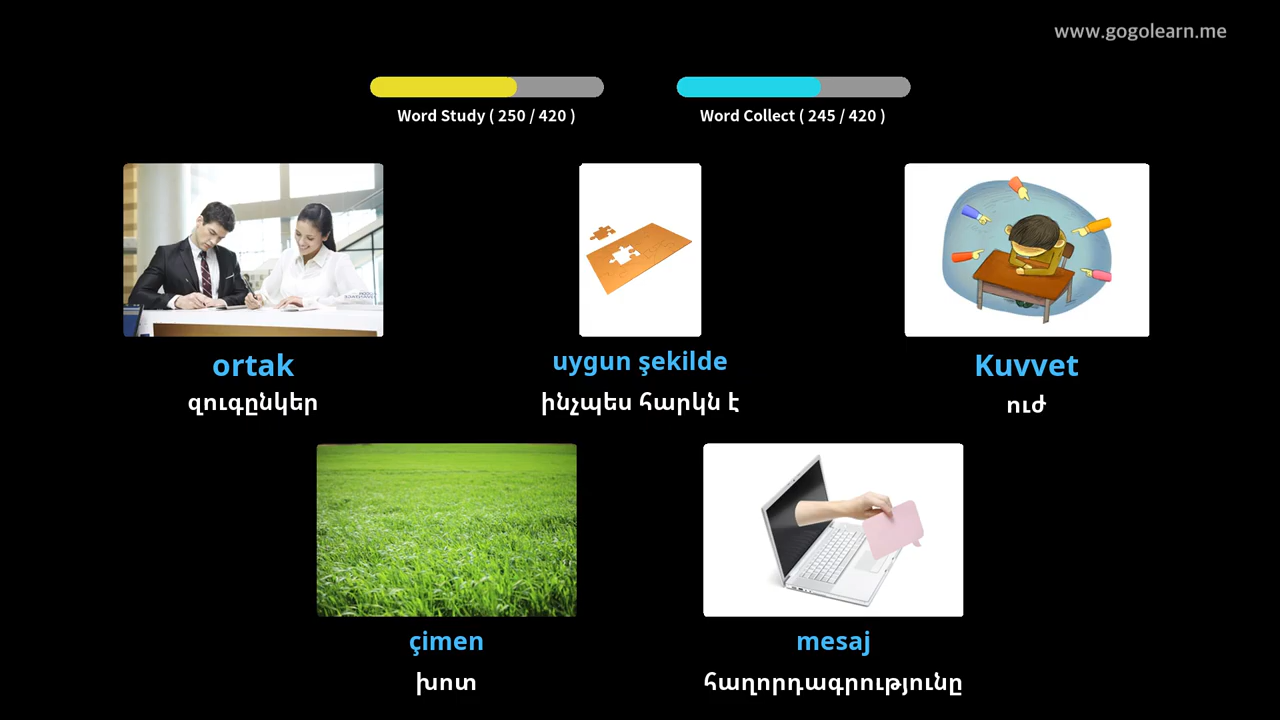 www.gogolearn.me
Word Study ( 250 / 420 )
Word Collect ( 245 / 420 )
ortak
զուգընկեր
uygun şekilde
ինչպես հարկն է
Kuvvet
ուժ
çimen
խոտ
mesaj
հաղորդագրությունը